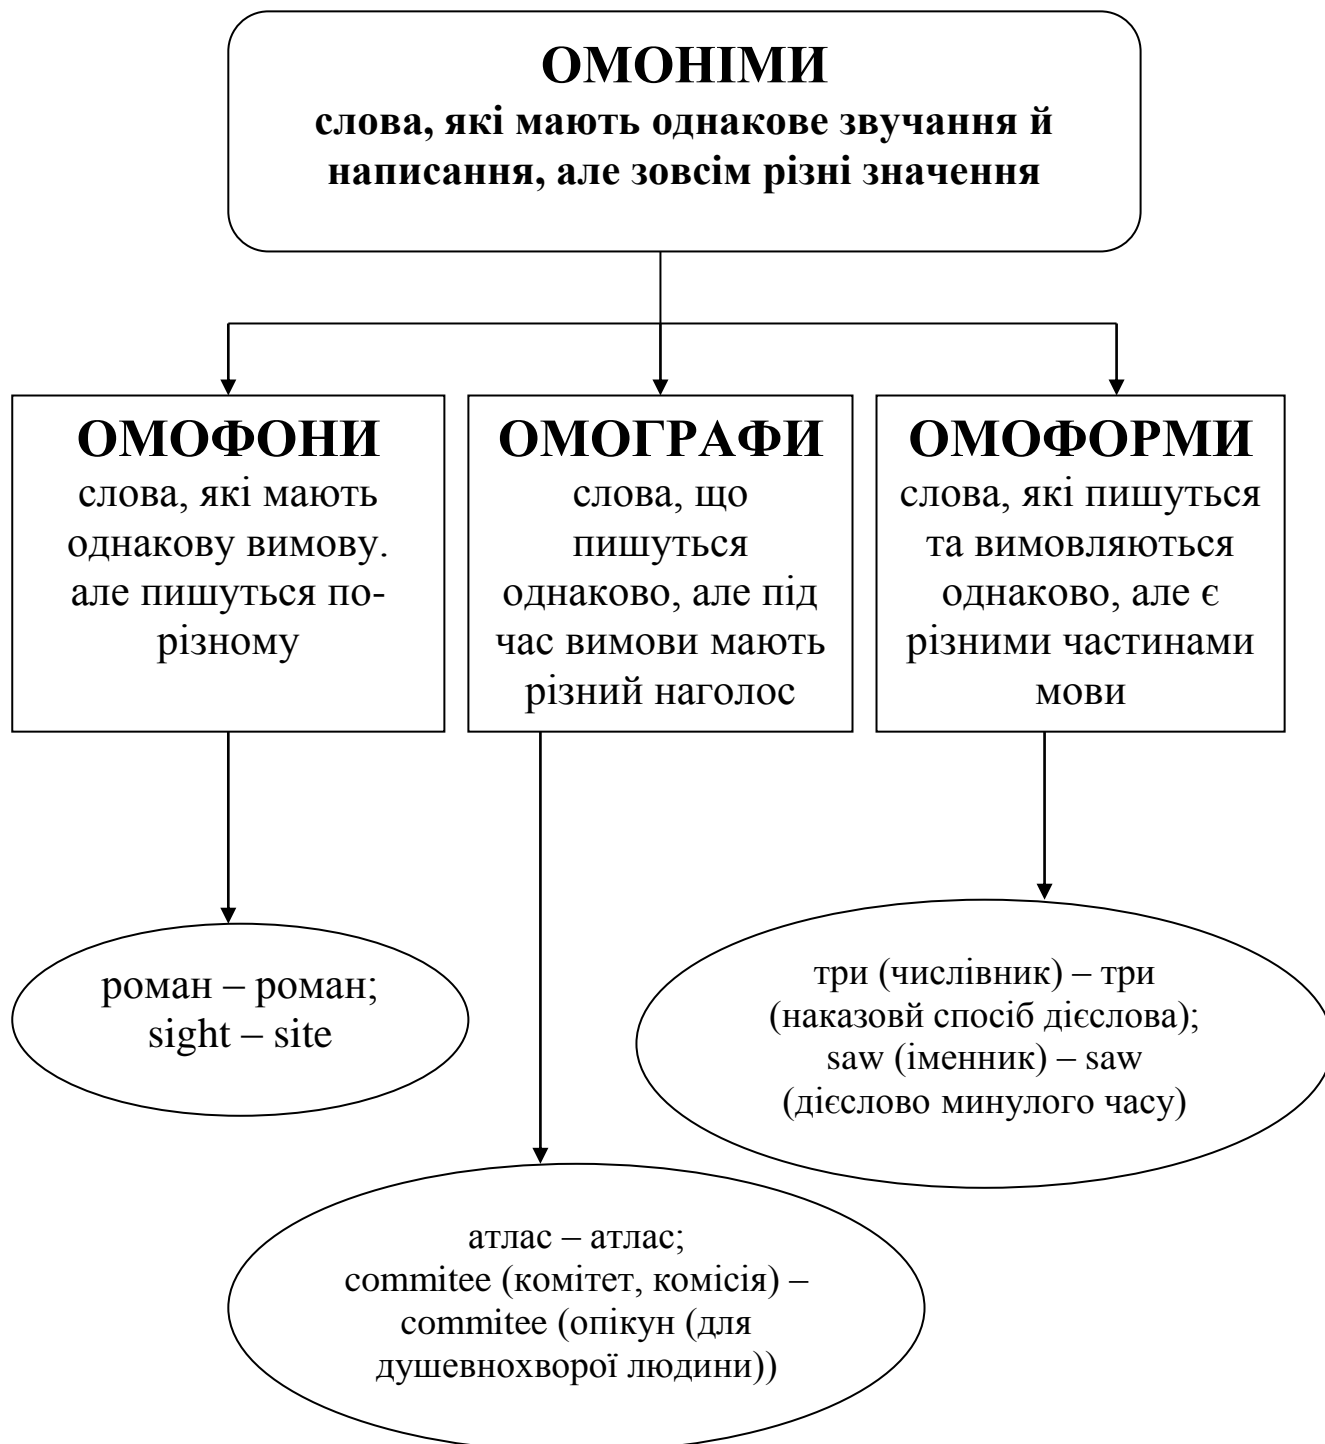 ОМОНІМИ
слова, які мають однакове звучання й
написання, але зовсім різні значення
ОМОФОНИ
слова, які мають
однакову вимову.
але пишуться по-
різному
ОМОГРАФИ
слова, що
пишуться
однаково, але під
час вимови мають
різний наголос
ОМОФОРМИ
слова, які пишуться
та вимовляються
однаково, але є
різними частинами
мови
роман – роман;
sight – site
три (числівник) – три
(наказовй спосіб дієслова);
saw (іменник) – saw
(дієслово минулого часу)
атлас – атлас;
commitee (комітет, комісія) –
commitee (опікун (для
душевнохворої людини))